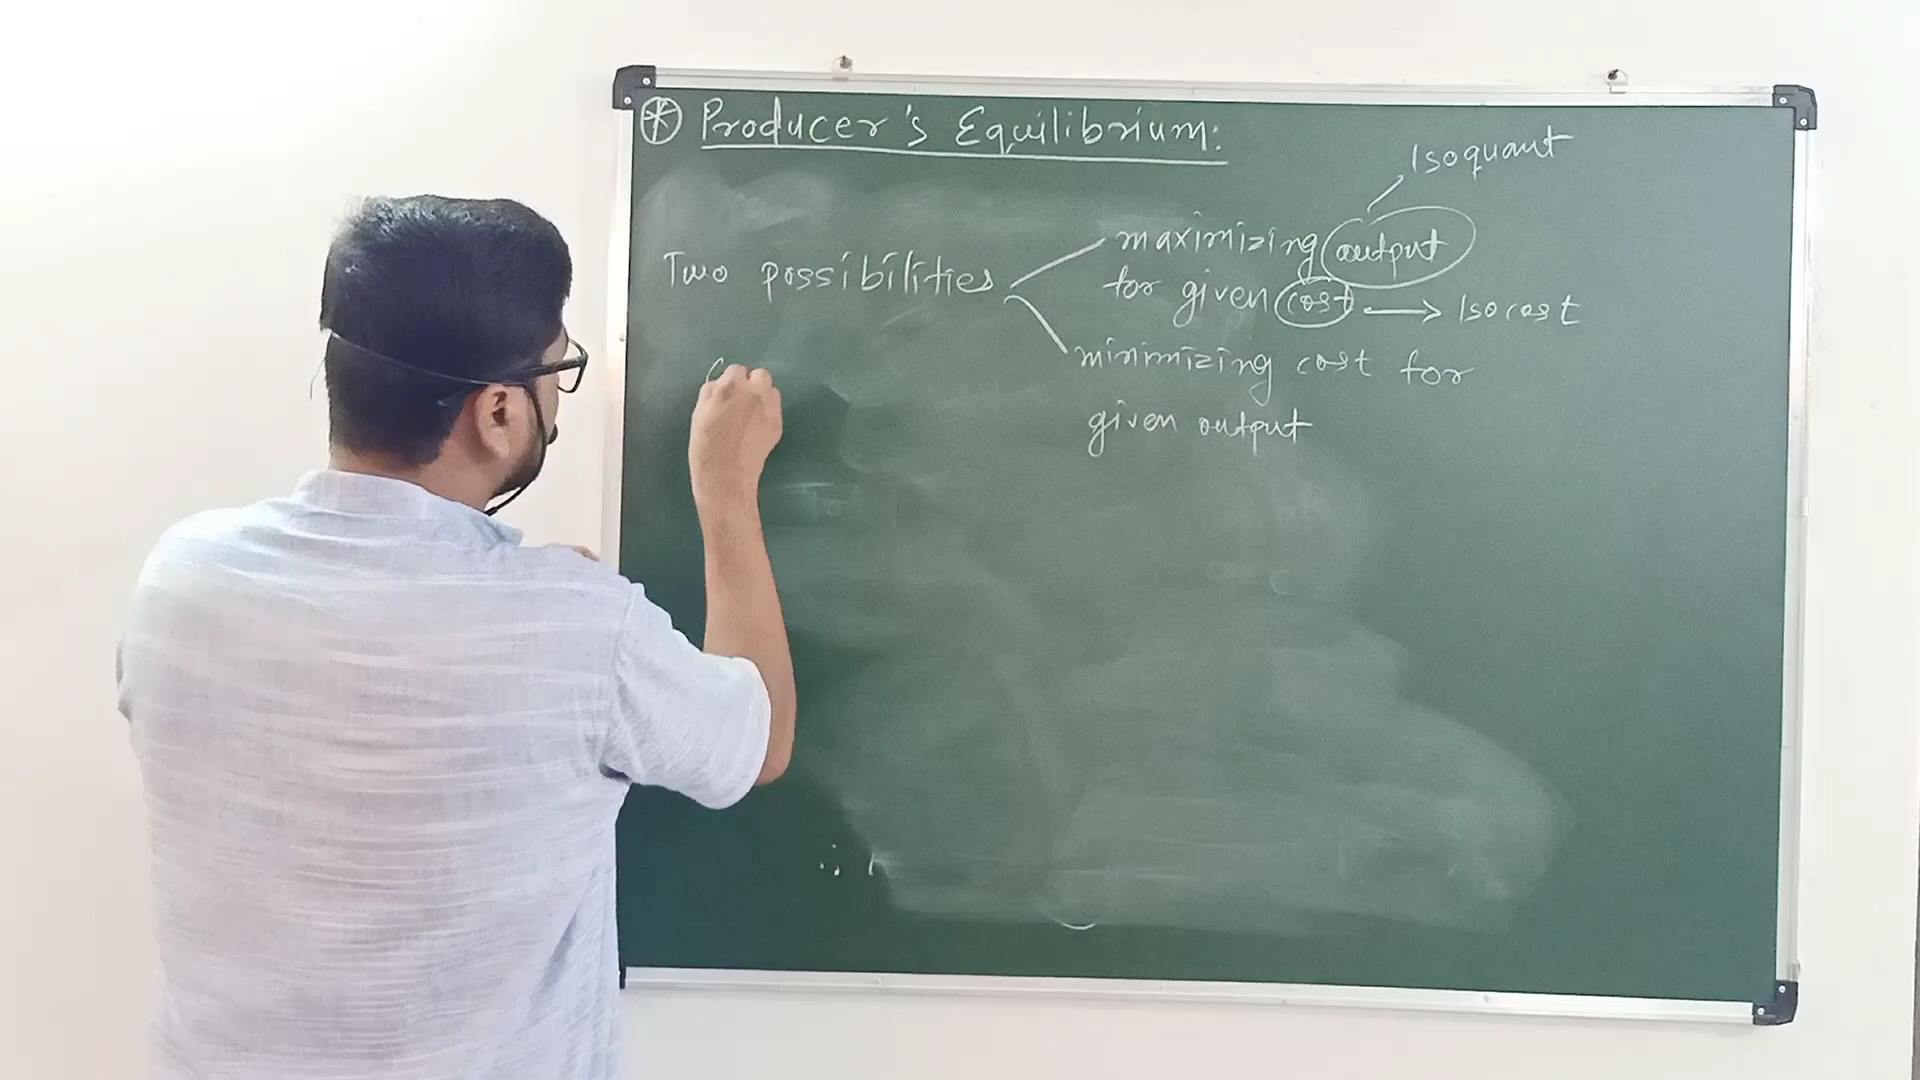 Producer's Equilibrium:
Isoquant
Two possibilities
maximizing output
for given cost → Isocost
minimizing cost for
given output